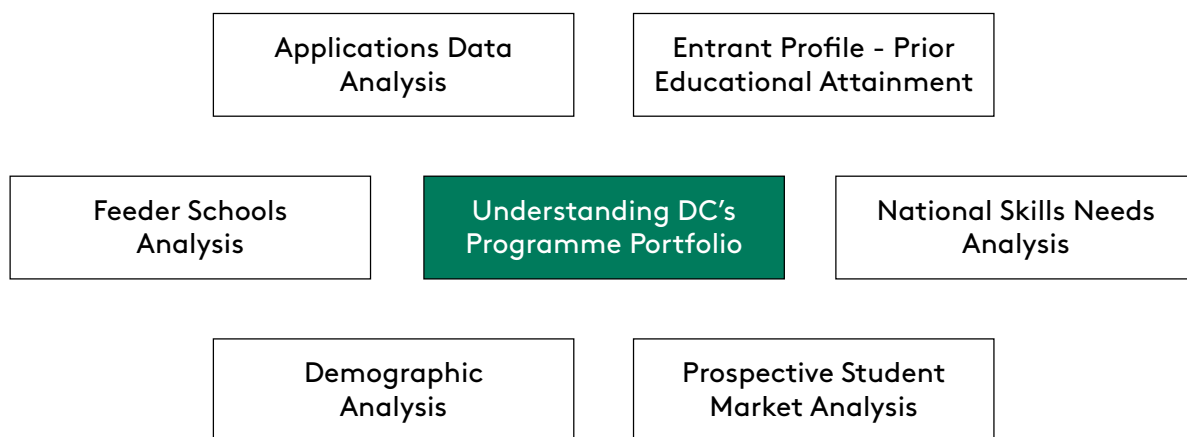 Applications Data
Analysis
Entrant Profile - Prior
Educational Attainment
Feeder Schools
Analysis
Understanding DC’s
Programme Portfolio
National Skills Needs
Analysis
Demographic
Analysis
Prospective Student
Market Analysis